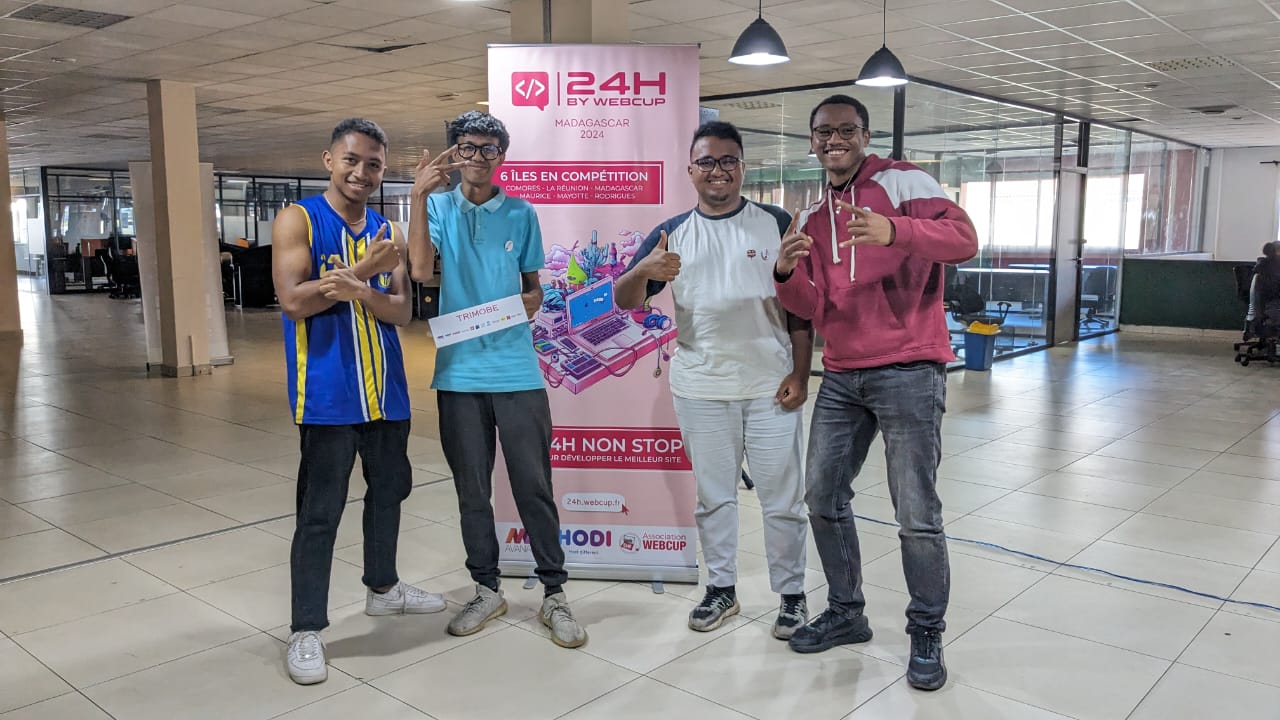 </>
24H
BY WEBCUP
MADAGASCAR
2024
6 ÎLES EN COMPÉTITION
COMORES - LA RÉUNION - MADAGASCAR
MAURICE - MAYOTTE - RODRIGUES
TRIMOBE
4H NON STOP
UR DÉVELOPPER LE MEILLEUR SITE
24h.webcup.fr
HODI
Association
WEBCUP